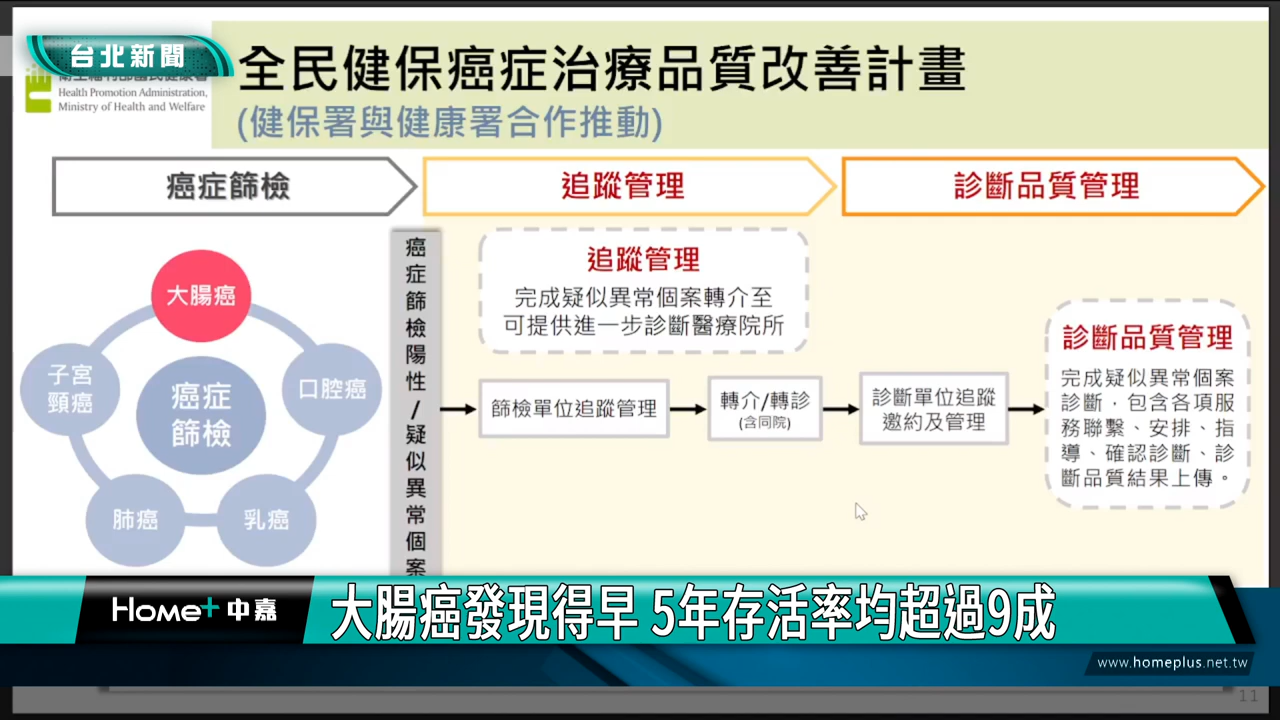 台北新聞
Health Promotion Administration,
Ministry of Health and Welfare
全民健保癌症治療品質改善計畫
(健保署與健康署合作推動)
癌症篩檢
追蹤管理
診斷品質管理
大腸癌
子宮
頸癌
口腔癌
癌症
篩檢
肺癌
乳癌
癌症篩檢陽性/疑似異常個案
追蹤管理
完成疑似異常個案轉介至
可提供進一步診斷醫療院所
篩檢單位追蹤管理
轉介/轉診
(含同院)
診斷單位追蹤
邀約及管理
診斷品質管理
完成疑似異常個案
診斷，包含各項服
務聯繫、安排、指
導、確認診斷、診
斷品質結果上傳。
Home+ 中嘉
大腸癌發現得早 5年存活率均超過9成
www.homeplus.net.tw
11